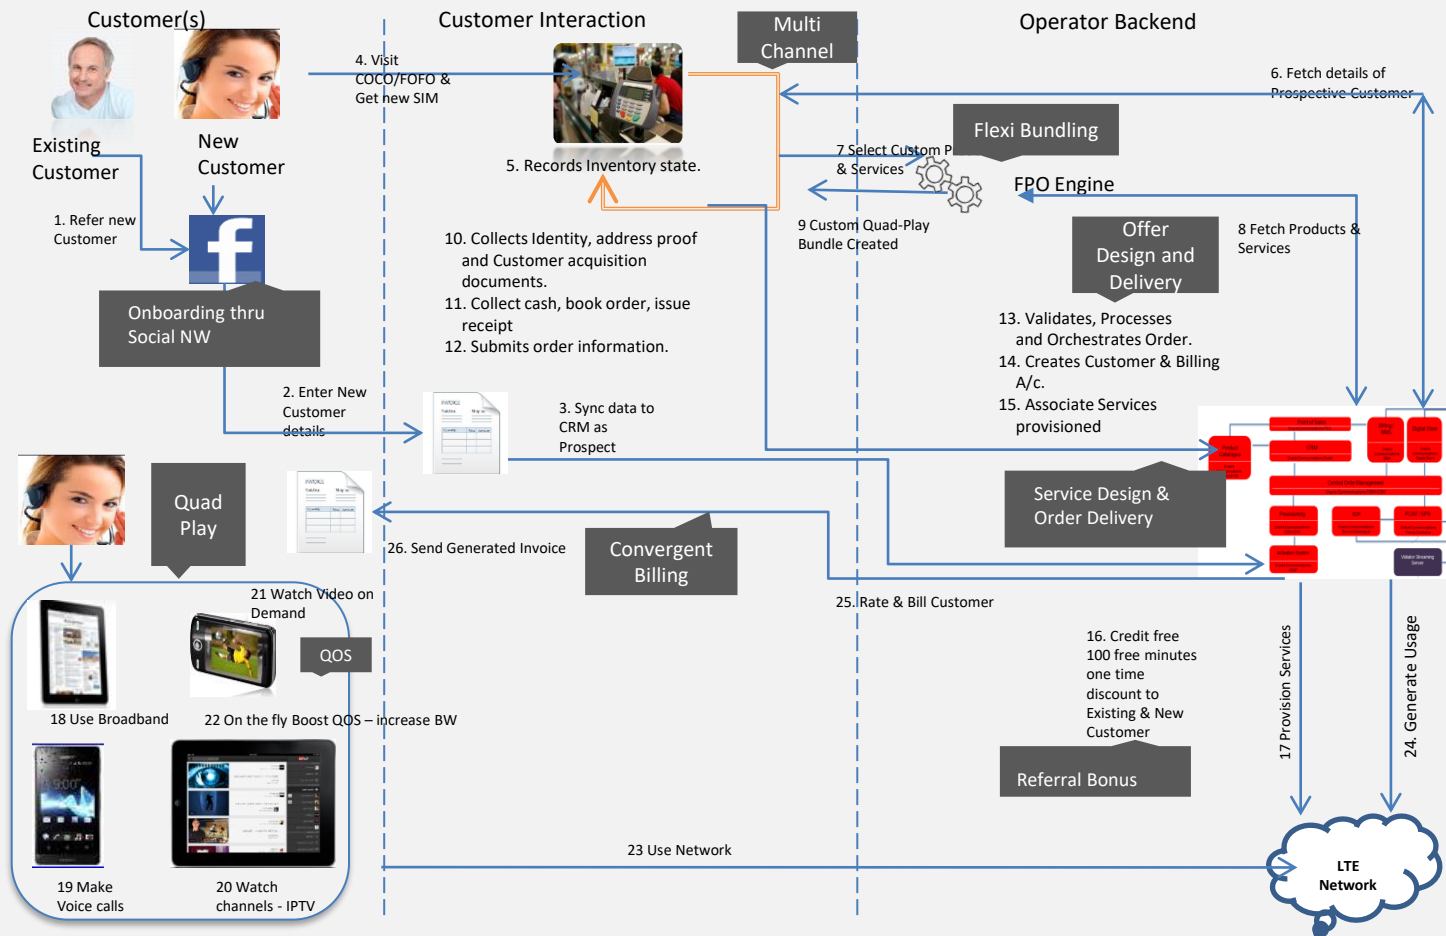 Customer(s)
Customer Interaction
Operator Backend
Multi
Channel
4. Visit
COCO/FOFO &
Get new SIM
6. Fetch details of
Prospective Customer
Existing
Customer
New
Customer
5. Records Inventory state.
Flexi Bundling
7 Select Custom Pr
& Services
FPO Engine
1. Refer new
Customer
9 Custom Quad-Play
Bundle Created
Offer
Design and
Delivery
8 Fetch Products &
Services
10. Collects Identity, address proof
and Customer acquisition
documents.
11. Collect cash, book order, issue
receipt
12. Submits order information.
Onboarding thru
Social NW
13. Validates, Processes
and Orchestrates Order.
14. Creates Customer & Billing
A/c.
15. Associate Services
provisioned
2. Enter New
Customer
details
INVOICE
3. Sync data to
CRM as
Prospect
Quad
Play
INVOICE
Service Design &
Order Delivery
CRM
26. Send Generated Invoice
Convergent
Billing
25. Rate & Bill Customer
21 Watch Video on
Demand
QOS
18 Use Broadband
22 On the fly Boost QOS – increase BW
16. Credit free
100 free minutes
one time
discount to
Existing & New
Customer
Referral Bonus
17 Provision Services
24. Generate Usage
9:00
19 Make
Voice calls
20 Watch
channels - IPTV
23 Use Network
LTE
Network